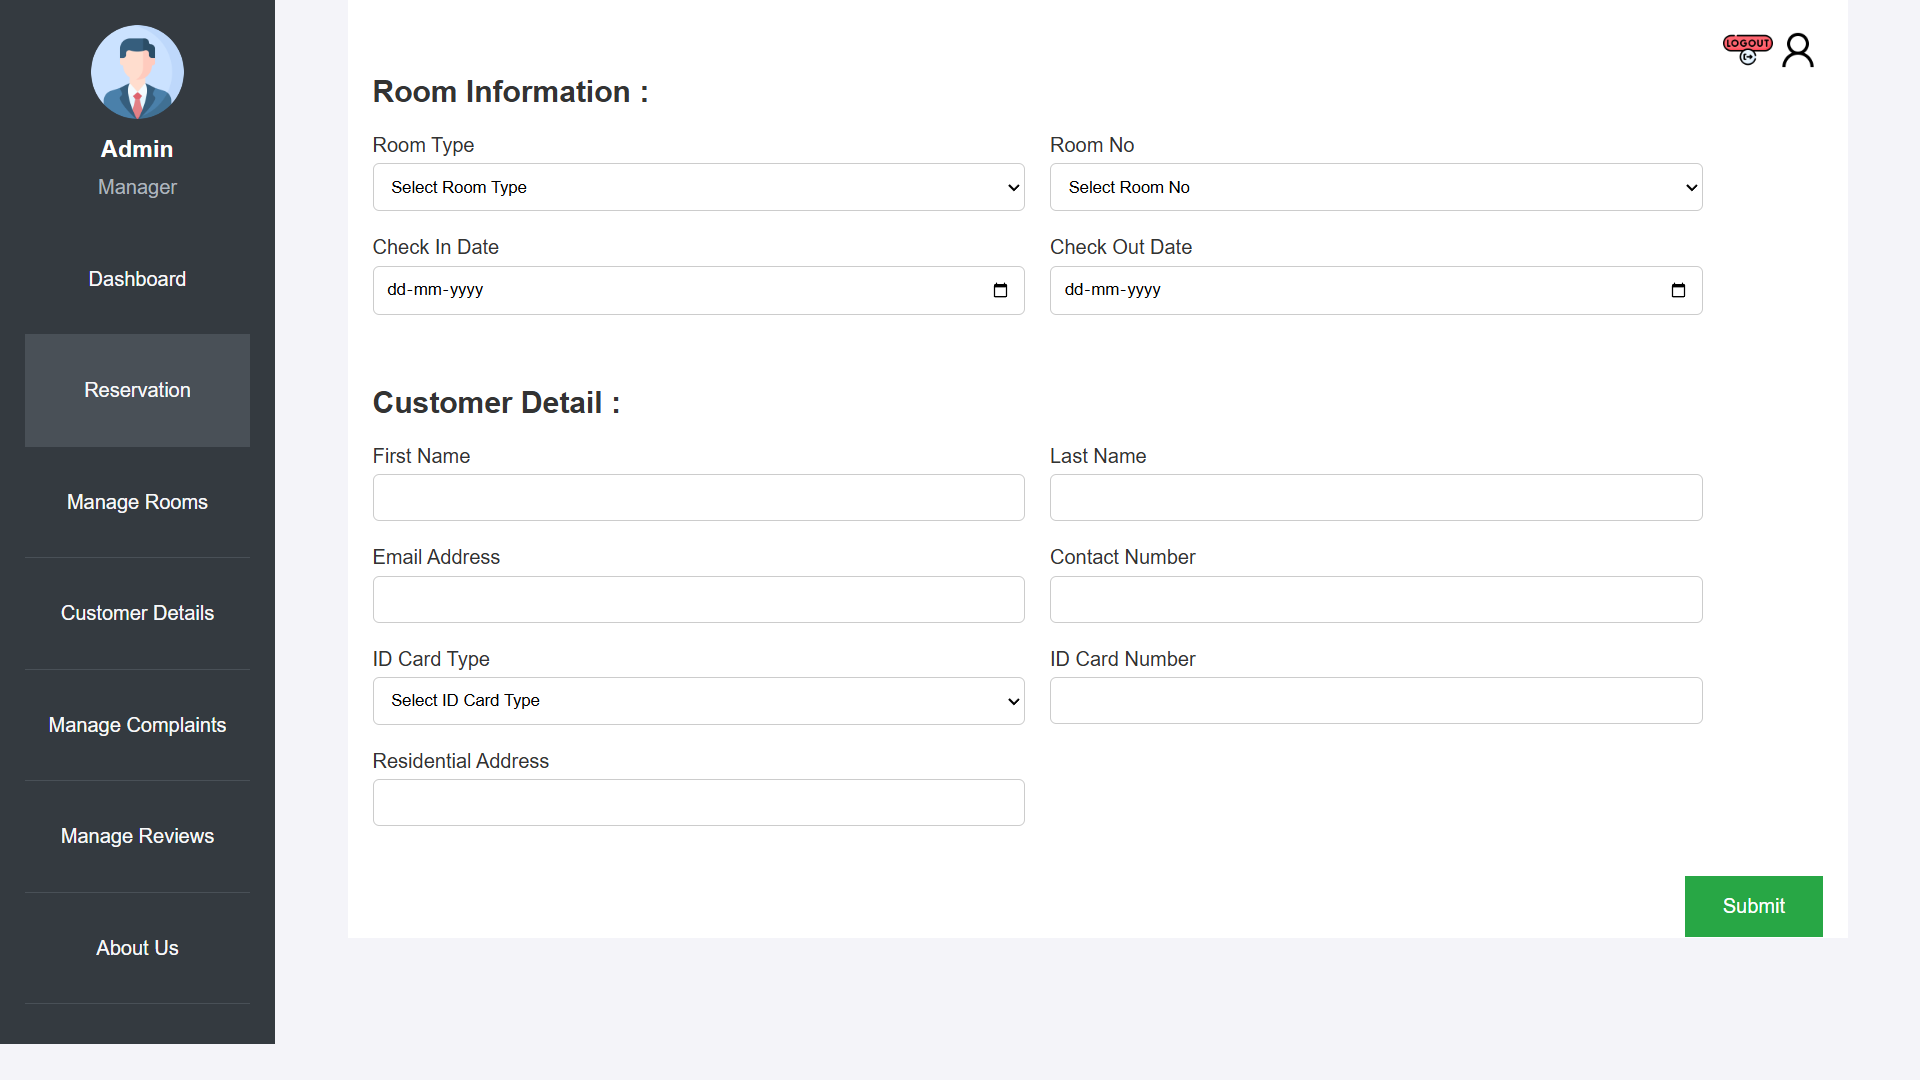 Admin
Manager
Dashboard
Reservation
Manage Rooms
Customer Details
Manage Complaints
Manage Reviews
About Us
LOGOUT
Room Information :
Room Type
Room No
Select Room Type
Select Room No
Check In Date
Check Out Date
dd-mm-yyyy
dd-mm-yyyy
Customer Detail :
First Name
Last Name
Email Address
Contact Number
ID Card Type
ID Card Number
Select ID Card Type
Residential Address
Submit